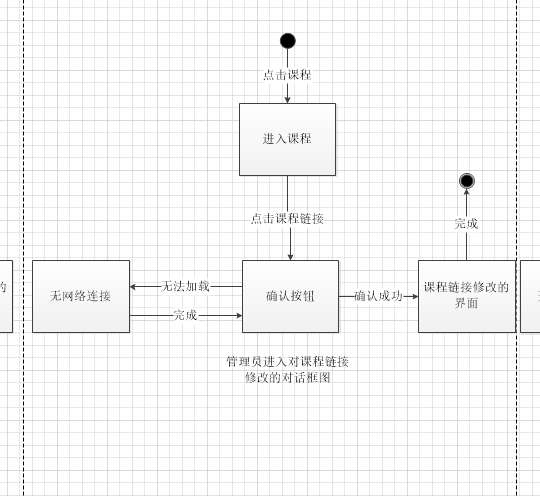 点击课程
进入课程
点击课程链接
完成
的
无网络连接
无法加载
完成
确认按钮
确认成功
课程链接修改的
界面
管理员进入对课程链接
修改的对话框图